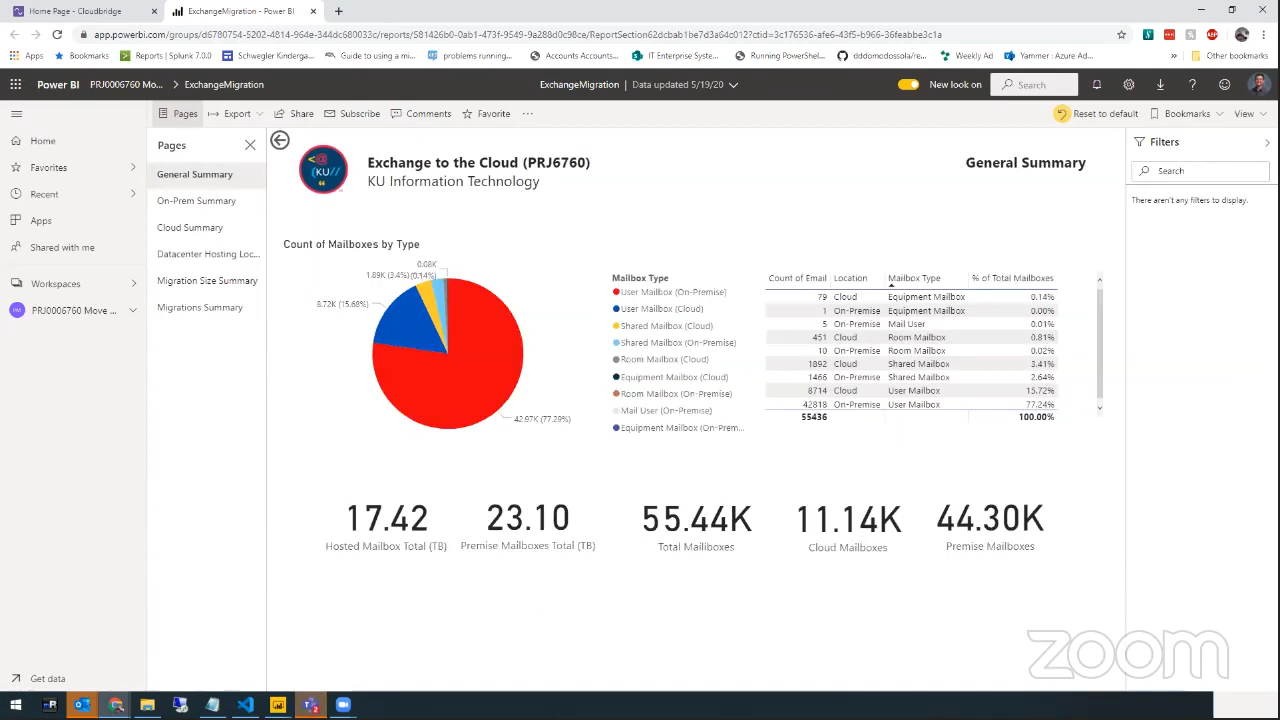 Home Page - Cloudbridge
ExchangeMigration - Power BI
app.powerbi.com/groups/d6780754-5202-4814-964e-344dc680033c/reports/581426b0-0ab1-473f-9549-9a288d0c98ce/ReportSection62dcbab1be7d3a64c012?ctid=3c176536-afe6-43f5-b966-36feabbe3c1a
Apps Bookmarks Reports | Splunk 7.0.0 Schwegler Kinderga... Guide to using a mi... problems running... Accounts Accounts... IT Enterprise Syste... Running PowerShel... dddomodossola/re... Weekly Ad Yammer : Azure Ad... » Other bookmarks
Power BI PRJ0006760 Mo... > ExchangeMigration
ExchangeMigration | Data updated 5/19/20
New look on
Search
Pages Export Share Subscribe Comments Favorite ...
Reset to default Bookmarks View
Home
Favorites
Recent
Apps
Shared with me
Workspaces
PM PRJ0006760 Move ...
Get data
Pages
General Summary
On-Prem Summary
Cloud Summary
Datacenter Hosting Loc...
Migration Size Summary
Migrations Summary
<@
(KU//
Exchange to the Cloud (PRJ6760)
KU Information Technology
General Summary
Filters
Search
There aren't any filters to display.
Count of Mailboxes by Type
0.08K
1.89K (3.4%)
(0.14%)
8.72K (15.68%)
42.97K (77.29%)
Mailbox Type
User Mailbox (On-Premise)
User Mailbox (Cloud)
Shared Mailbox (Cloud)
Shared Mailbox (On-Premise)
Room Mailbox (Cloud)
Equipment Mailbox (Cloud)
Room Mailbox (On-Premise)
Mail User (On-Premise)
Equipment Mailbox (On-Prem...
Count of Email Location Mailbox Type % of Total Mailboxes
79 Cloud Equipment Mailbox 0.14%
1 On-Premise Equipment Mailbox 0.00%
5 On-Premise Mail User 0.01%
451 Cloud Room Mailbox 0.81%
10 On-Premise Room Mailbox 0.02%
1892 Cloud Shared Mailbox 3.41%
1466 On-Premise Shared Mailbox 2.64%
8714 Cloud User Mailbox 15.72%
42818 On-Premise User Mailbox 77.24%
55436 100.00%
17.42
Hosted Mailbox Total (TB)
23.10
Premise Mailboxes Total (TB)
55.44K
Total Mailiboxes
11.14K
Cloud Mailboxes
44.30K
Premise Mailboxes
zoom